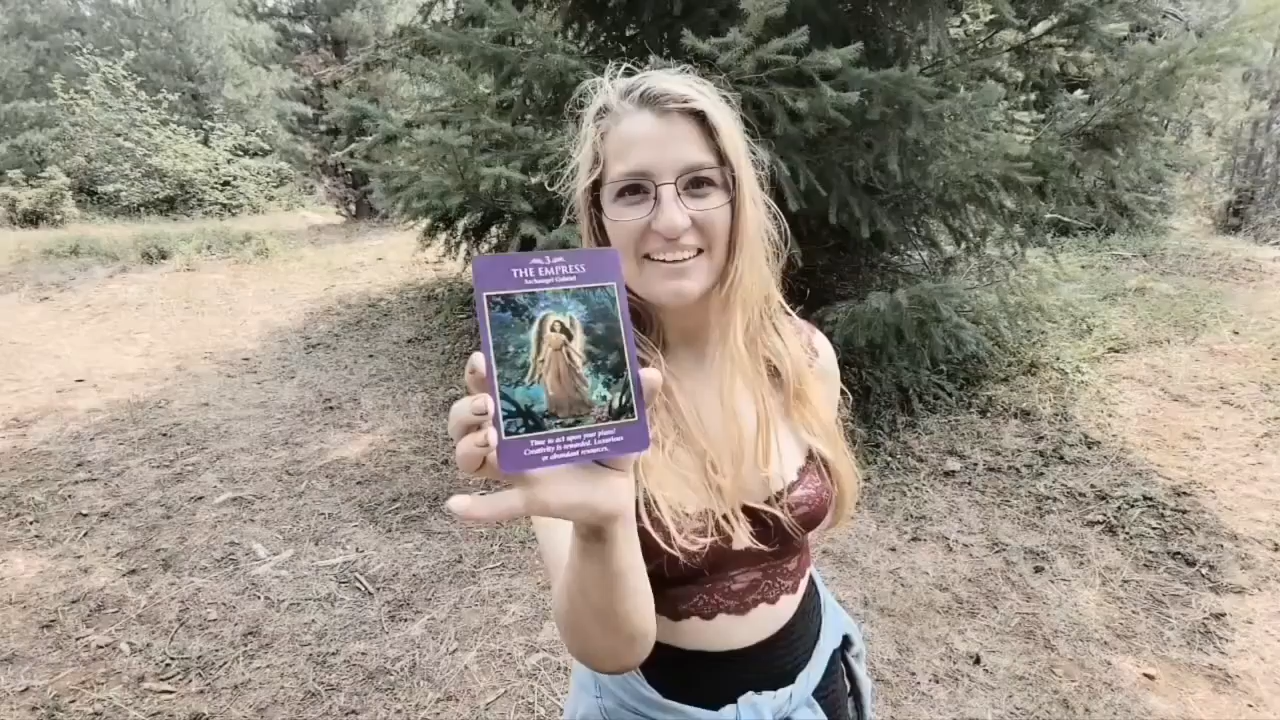 3
THE EMPRESS
Archangel Gabriel
Time to act upon your plans!
Creativity is rewarded. Luxurious
or abundant resources.